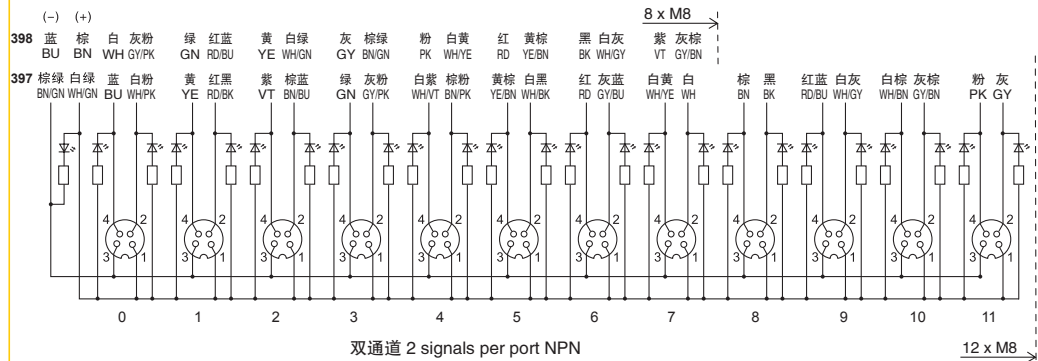 (-) (+) 8 x M8
398 蓝 棕 白 灰粉 绿 红蓝 黄 白绿 灰 棕绿 粉 白黄 红 黄棕 黑 白灰 紫 灰棕
BU BN WH GY/PK GN RD/BU YE WH/GN GY BN/GN PK WH/YE RD YE/BN BK WH/GY VT GY/BN
397 棕绿 白绿 蓝 白粉 黄 红黑 紫 棕蓝 绿 灰粉 白紫 棕粉 黄棕 白黑 红 灰蓝 白黄 白 棕 黑 红蓝 白灰 白棕 灰棕 粉 灰
BN/GN WH/GN BU WH/PK YE RD/BK VT BN/BU GN GY/PK WH/VT BN/PK YE/BN WH/BK RD GY/BU WH/YE WH BN BK RD/BU WH/GY WH/BN GY/BN PK GY
4 2 4 2 4 2 4 2 4 2 4 2 4 2 4 2 4 2 4 2 4 2 4 2
3 1 3 1 3 1 3 1 3 1 3 1 3 1 3 1 3 1 3 1 3 1 3 1
0 1 2 3 4 5 6 7 8 9 10 11
双通道 2 signals per port NPN
12 x M8